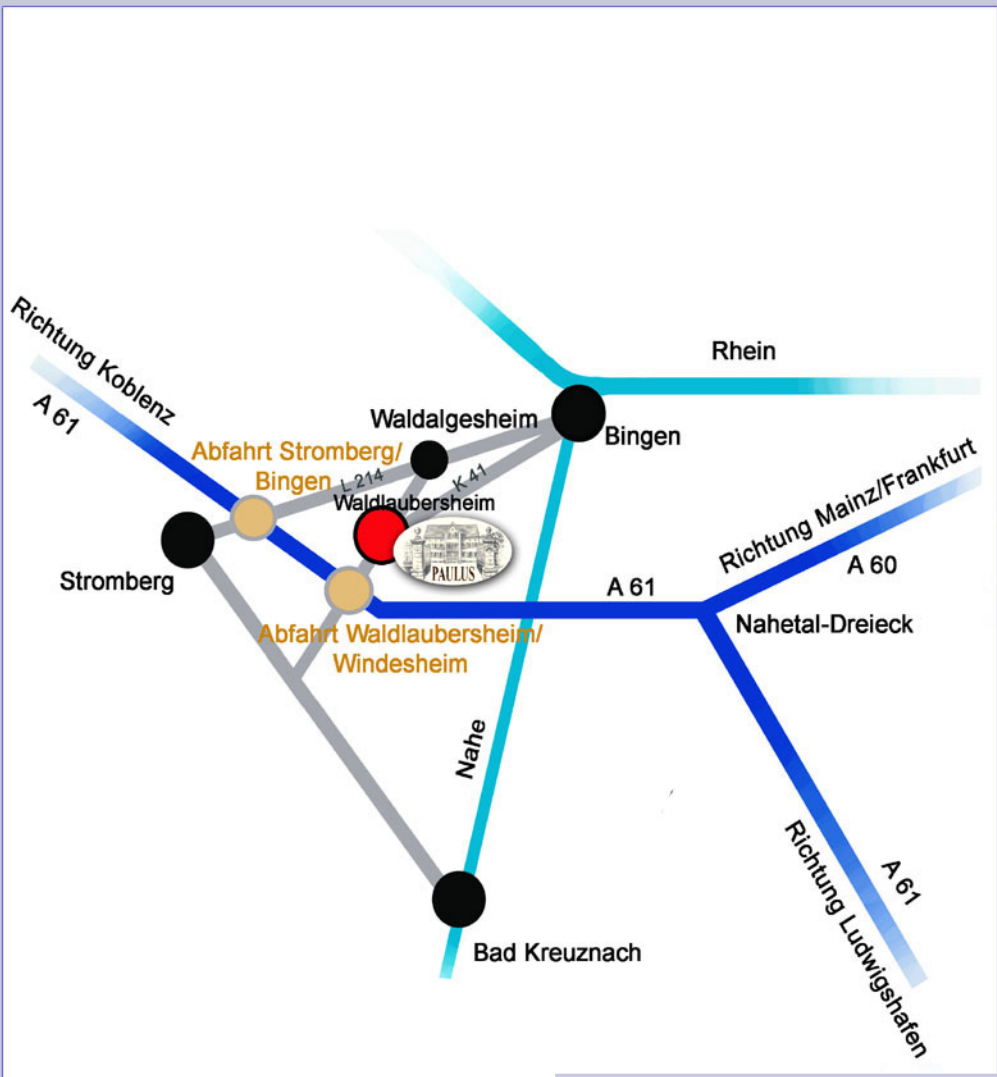 Richtung Koblenz
A 61
Rhein
Waldalgesheim
Bingen
Abfahrt Stromberg/
Bingen
L 214
K 41
Waldlaubersheim
PAULUS
Stromberg
Richtung Mainz/Frankfurt
A 60
A 61
Nahetal-Dreieck
Abfahrt Waldlaubersheim/
Windesheim
Nahe
Richtung Ludwigshafen
A 61
Bad Kreuznach